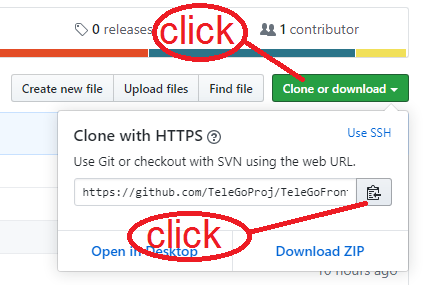 0 releases
1 contributor
click
Create new file
Upload files
Find file
Clone or download
Clone with HTTPS
Use SSH
Use Git or checkout with SVN using the web URL.
https://github.com/TeleGoProj/TeleGoFron
click
Open in Desktop
Download ZIP
10 hours ago